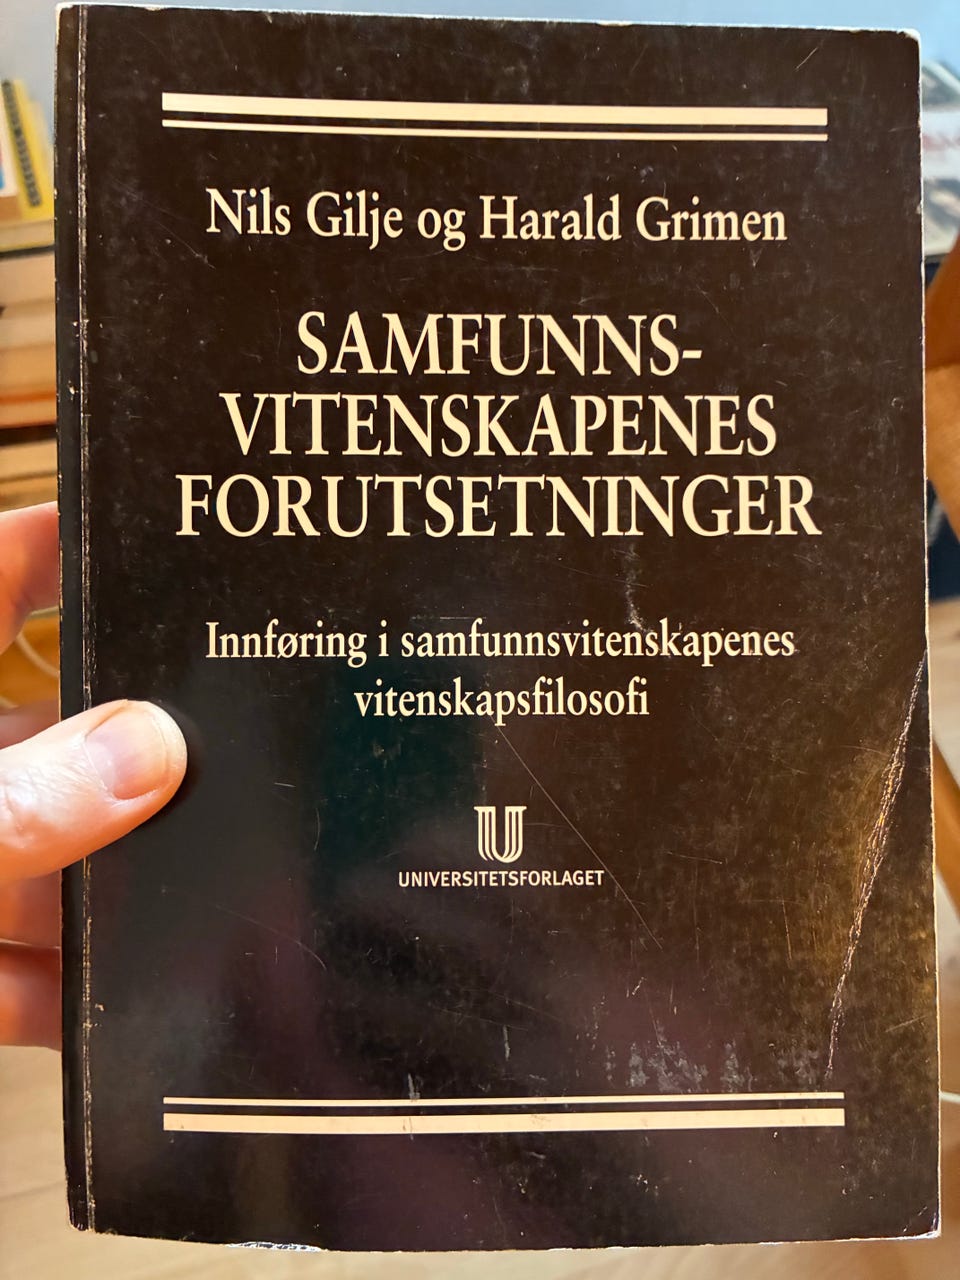 Nils Gilje og Harald Grimen
SAMFUNNS-
VITENSKAPENES
FORUTSETNINGER
Innføring i samfunnsvitenskapenes
vitenskapsfilosofi
U
UNIVERSITETSFORLAGET